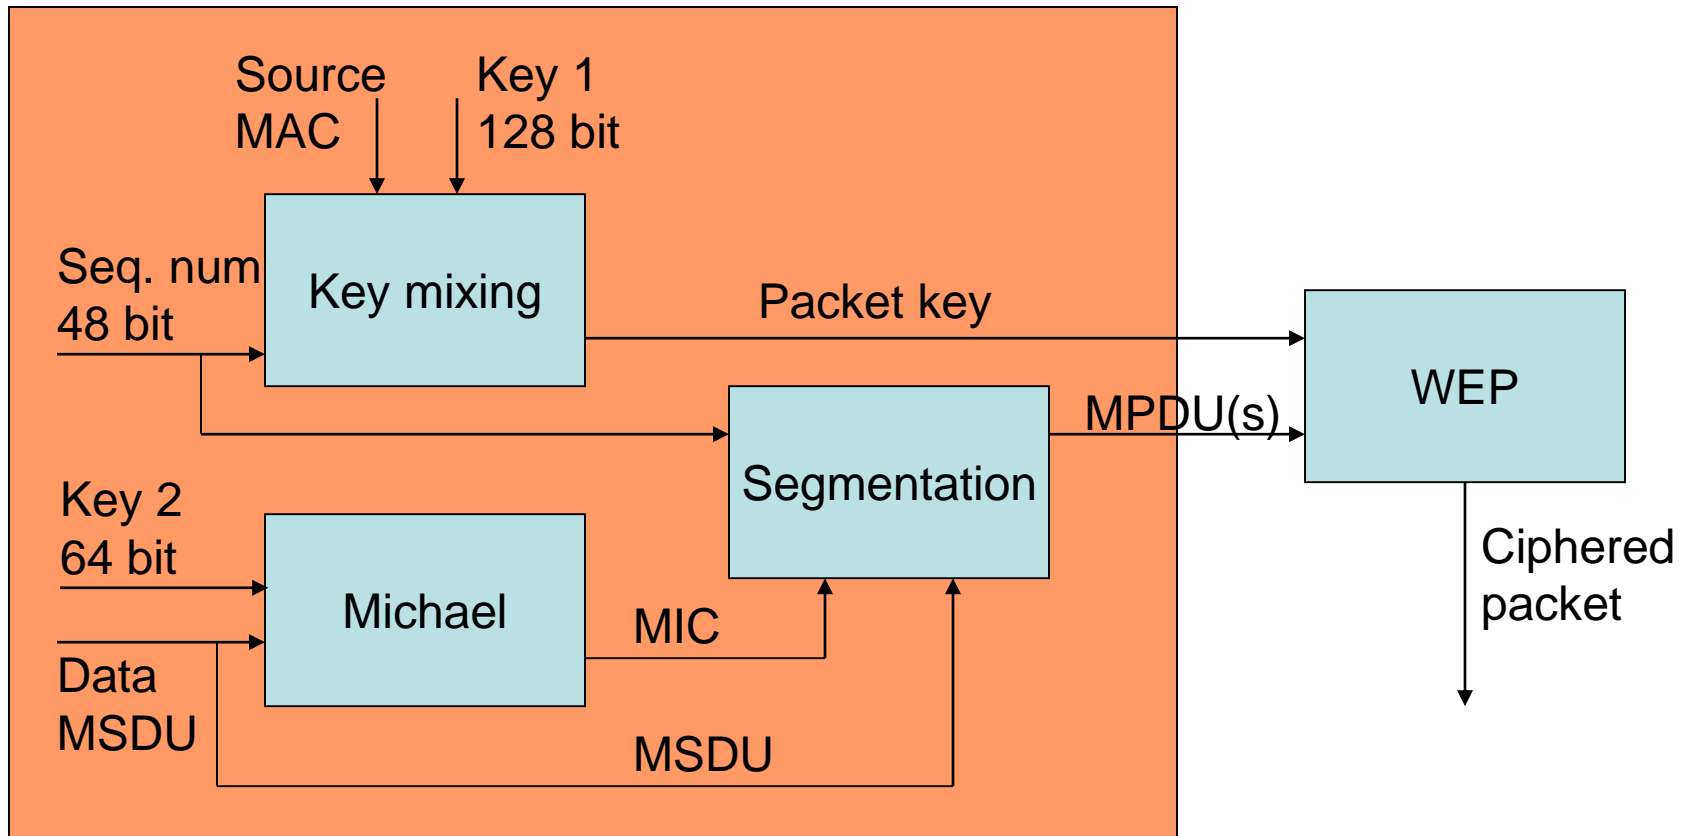 Source
MAC
Key 1
128 bit
Seq. num
48 bit
Key mixing
Packet key
WEP
MPDU(s)
Segmentation
Key 2
64 bit
Michael
MIC
Ciphered
packet
Data
MSDU
MSDU